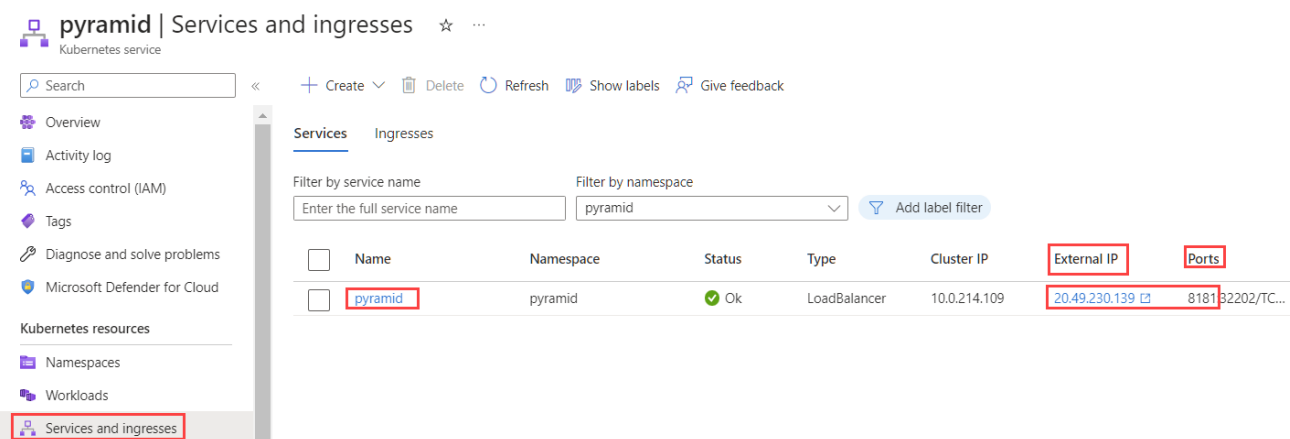 pyramid | Services and ingresses ☆ ...
Kubernetes service
Search «
+ Create Delete Refresh Show labels Give feedback
Overview
Activity log
Access control (IAM)
Tags
Diagnose and solve problems
Microsoft Defender for Cloud
Kubernetes resources
Namespaces
Workloads
Services and ingresses
Services Ingresses
Filter by service name Filter by namespace
Enter the full service name pyramid Add label filter
Name Namespace Status Type Cluster IP External IP Ports
pyramid pyramid Ok LoadBalancer 10.0.214.109 20.49.230.139 8181:32202/TC...